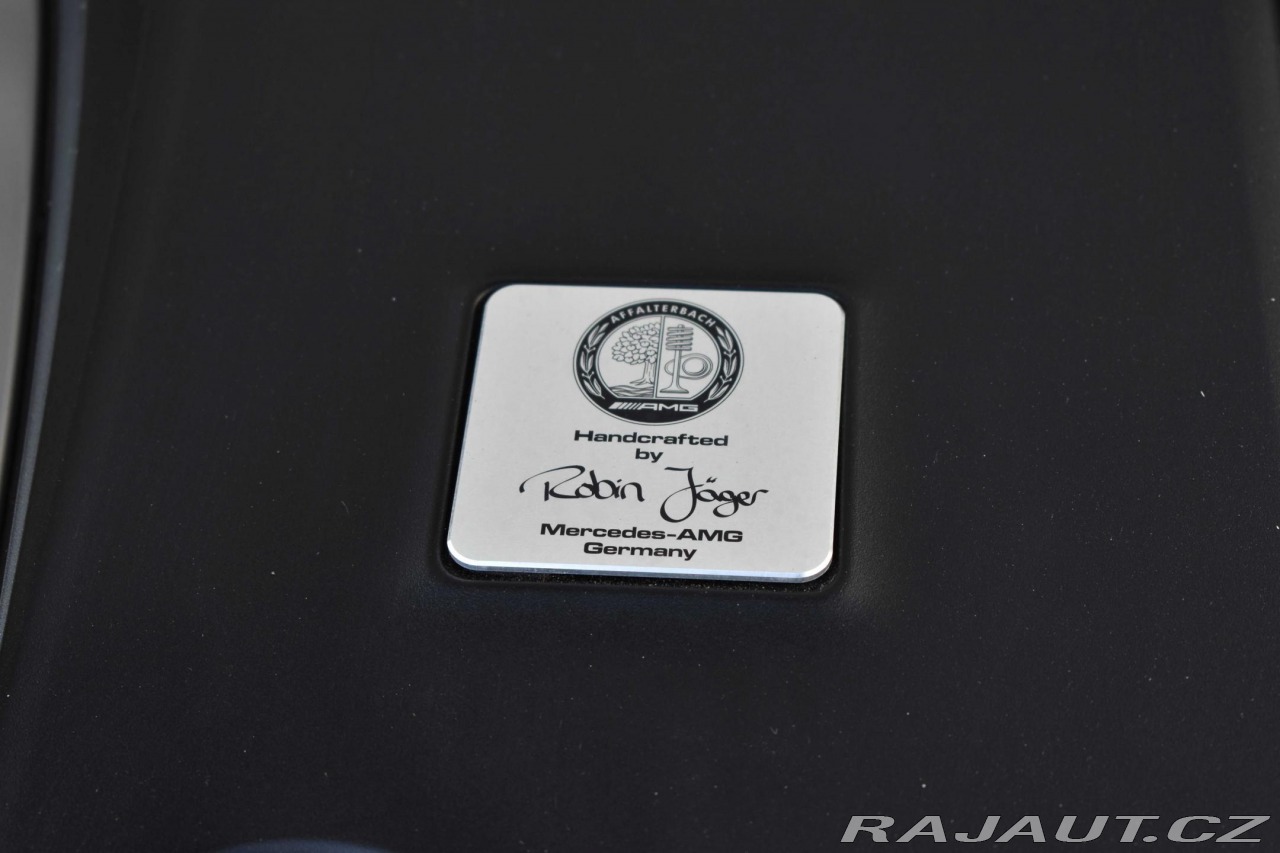 AFFALTERBACH
AMG
Handcrafted
by
Robin Jäger
Mercedes-AMG
Germany
RAJAUT.CZ